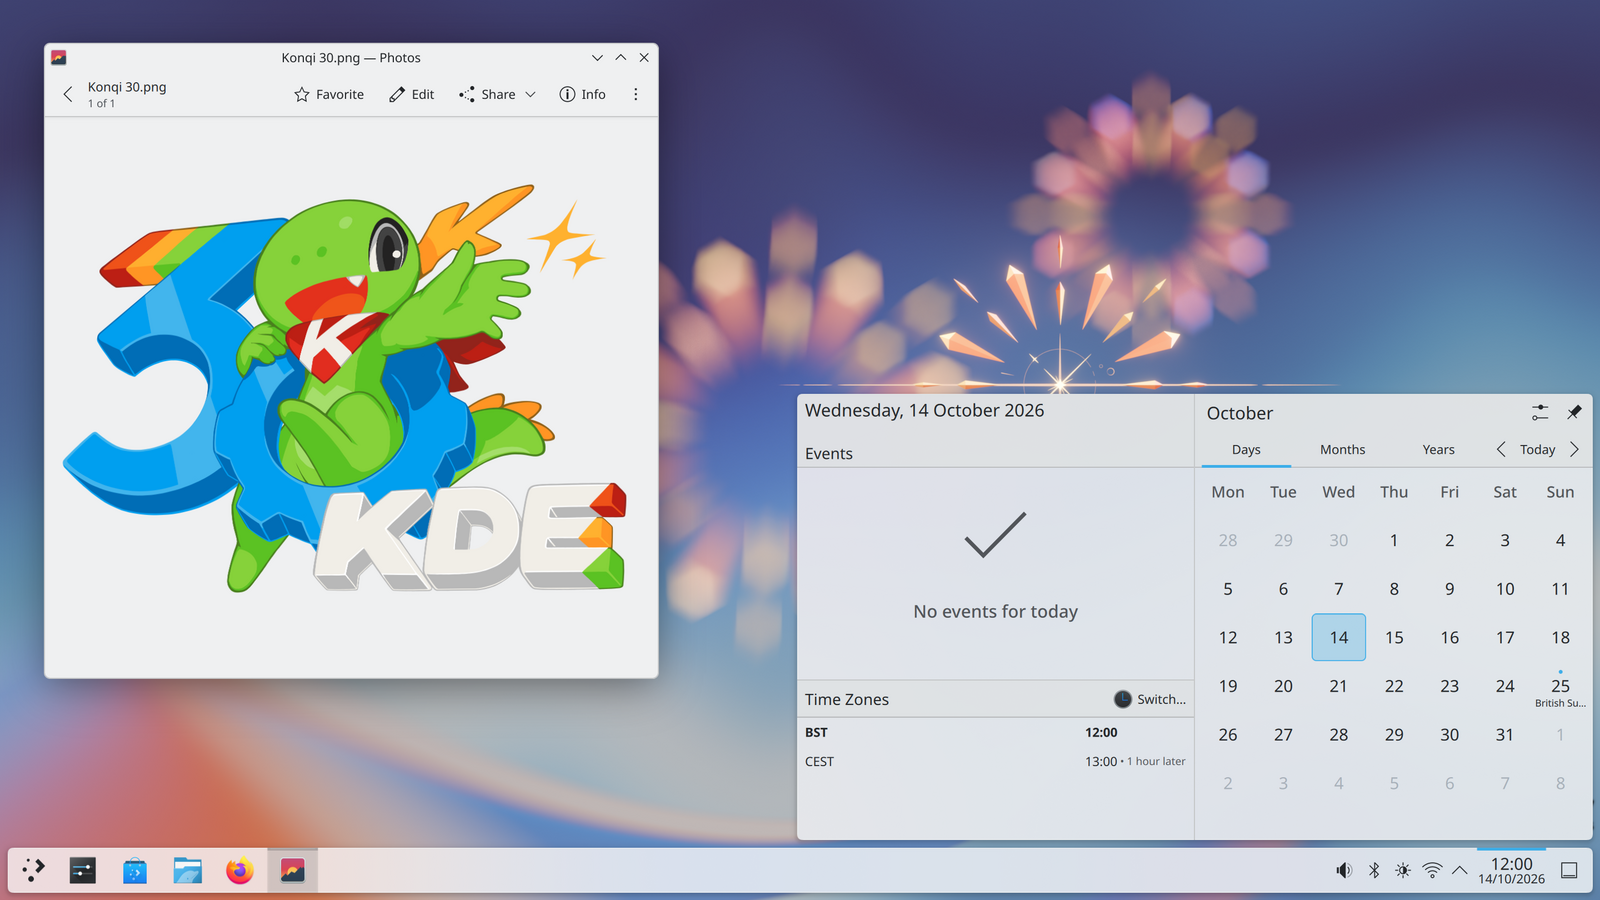 Konqi 30.png — Photos
Konqi 30.png
1 of 1
Favorite
Edit
Share
Info
K
30
KDE
Wednesday, 14 October 2026
Events
No events for today
Time Zones
Switch...
BST 12:00
CEST 13:00 • 1 hour later
October
Days Months Years Today
Mon Tue Wed Thu Fri Sat Sun
28 29 30 1 2 3 4
5 6 7 8 9 10 11
12 13 14 15 16 17 18
19 20 21 22 23 24 25
British Su...
26 27 28 29 30 31 1
2 3 4 5 6 7 8
12:00
14/10/2026